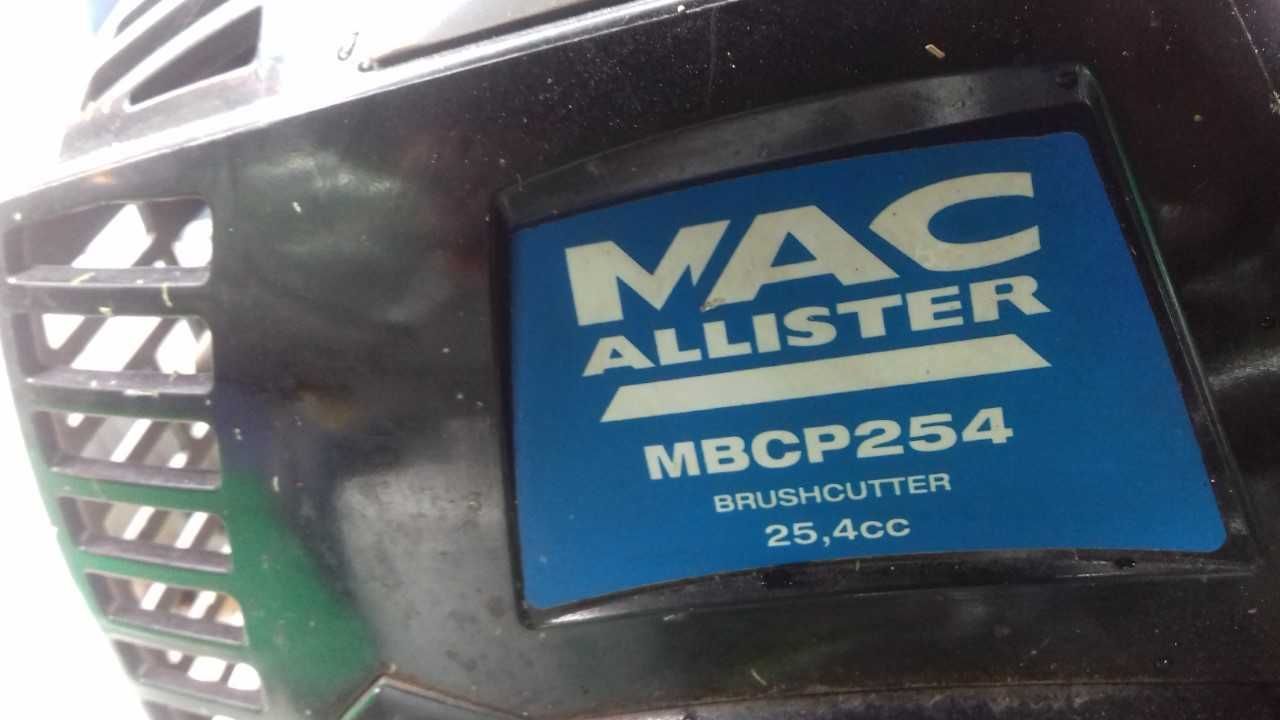 MAC
ALLISTER
MBCP254
BRUSHCUTTER
25,4cc